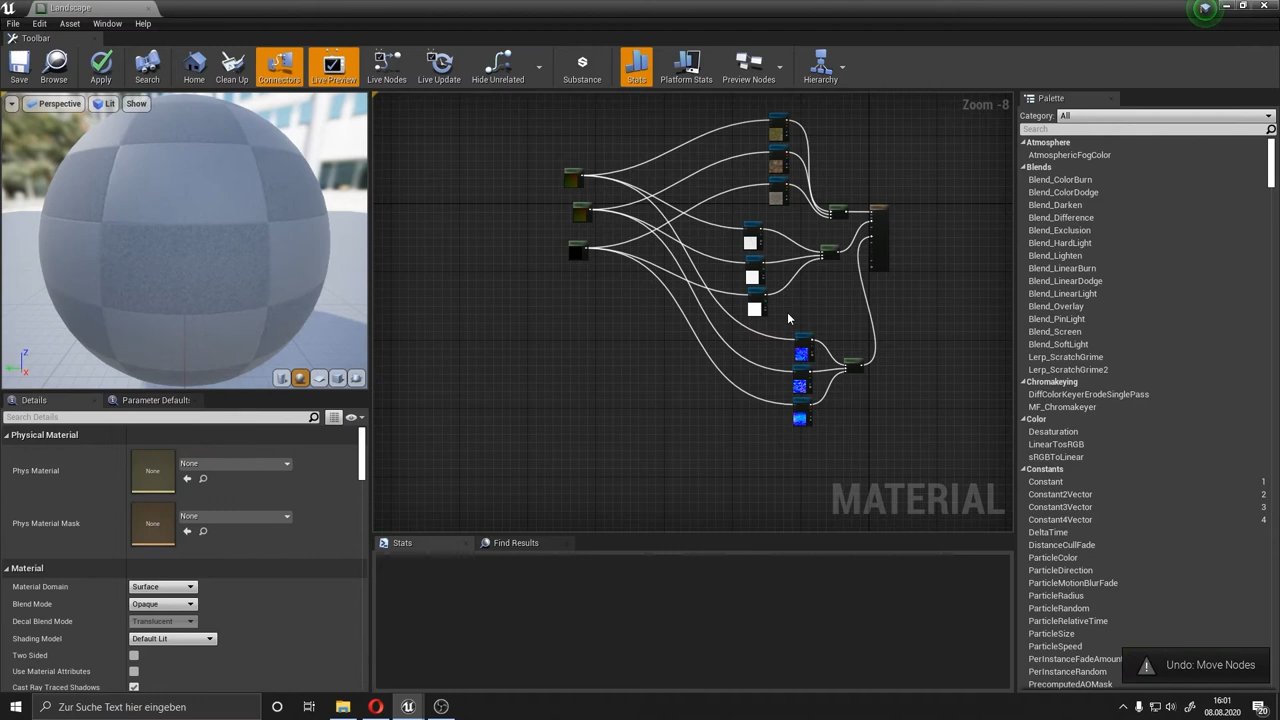 Landscape
File Edit Asset Window Help
Toolbar
Save Browse Apply Search Home Clean Up Connectors Live Preview Live Nodes Live Update Hide Unrelated Substance Stats Platform Stats Preview Nodes Hierarchy
Perspective Lit Show
Zoom -8
Palette
Category: All
Search
Atmosphere
AtmosphericFogColor
Blends
Blend_ColorBurn
Blend_ColorDodge
Blend_Darken
Blend_Difference
Blend_Exclusion
Blend_HardLight
Blend_Lighten
Blend_LinearBurn
Blend_LinearDodge
Blend_LinearLight
Blend_Overlay
Blend_PinLight
Blend_Screen
Blend_SoftLight
Lerp_ScratchGrime
Lerp_ScratchGrime2
Chromakeying
DiffColorKeyerErodeSinglePass
MF_Chromakeyer
Color
Desaturation
LinearTosRGB
sRGBToLinear
Constants
Constant 1
Constant2Vector 2
Constant3Vector 3
Constant4Vector 4
DeltaTime
DistanceCullFade
ParticleColor
ParticleDirection
ParticleMotionBlurFade
ParticleRadius
ParticleRandom
ParticleRelativeTime
ParticleSize
ParticleSpeed
PerInstanceFadeAmount
PerInstanceRandom
PrecomputedAOMask
Z
X
Details Parameter Default:
Search Details
Physical Material
Phys Material None None
Phys Material Mask None None
Material
Material Domain Surface
Blend Mode Opaque
Decal Blend Mode Translucent
Shading Model Default Lit
Two Sided
Use Material Attributes
Cast Ray Traced Shadows
MATERIAL
Stats Find Results
Undo: Move Nodes
Zur Suche Text hier eingeben
16:01
08.08.2020
20